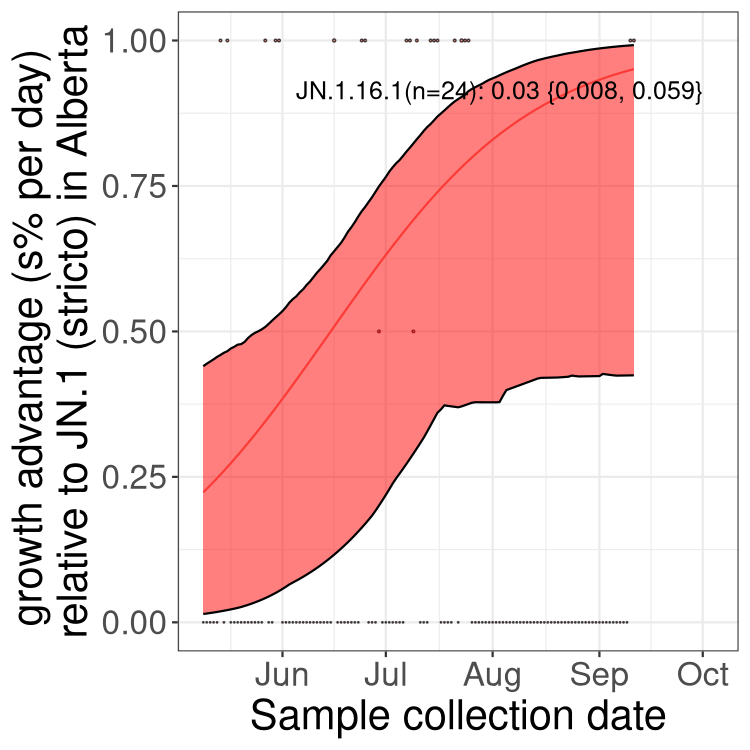 growth advantage (s% per day)
relative to JN.1 (stricto) in Alberta
1.00
0.75
0.50
0.25
0.00
JN.1.16.1(n=24): 0.03 {0.008, 0.059}
Jun Jul Aug Sep Oct
Sample collection date